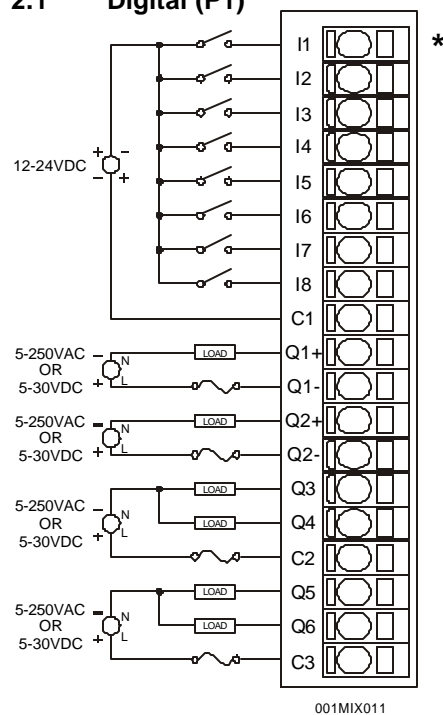 2.1 Digital (P1)
*
I1
I2
I3
I4
12-24VDC + -
- +
I5
I6
I7
I8
C1
5-250VAC - N LOAD Q1+
OR
5-30VDC + L Q1-
5-250VAC - N LOAD Q2+
OR
5-30VDC + L Q2-
LOAD Q3
5-250VAC - N LOAD Q4
OR
5-30VDC + L C2
LOAD Q5
5-250VAC - N LOAD Q6
OR
5-30VDC + L C3
001MIX011